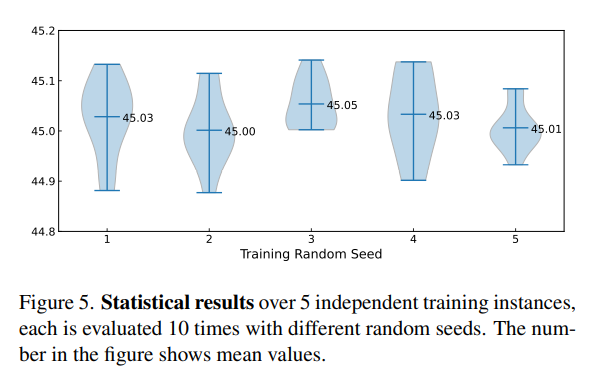 45.2
45.1
45.0
44.9
44.8
45.03
45.00
45.05
45.03
45.01
1 2 3 4 5
Training Random Seed
Figure 5. Statistical results over 5 independent training instances,
each is evaluated 10 times with different random seeds. The num-
ber in the figure shows mean values.